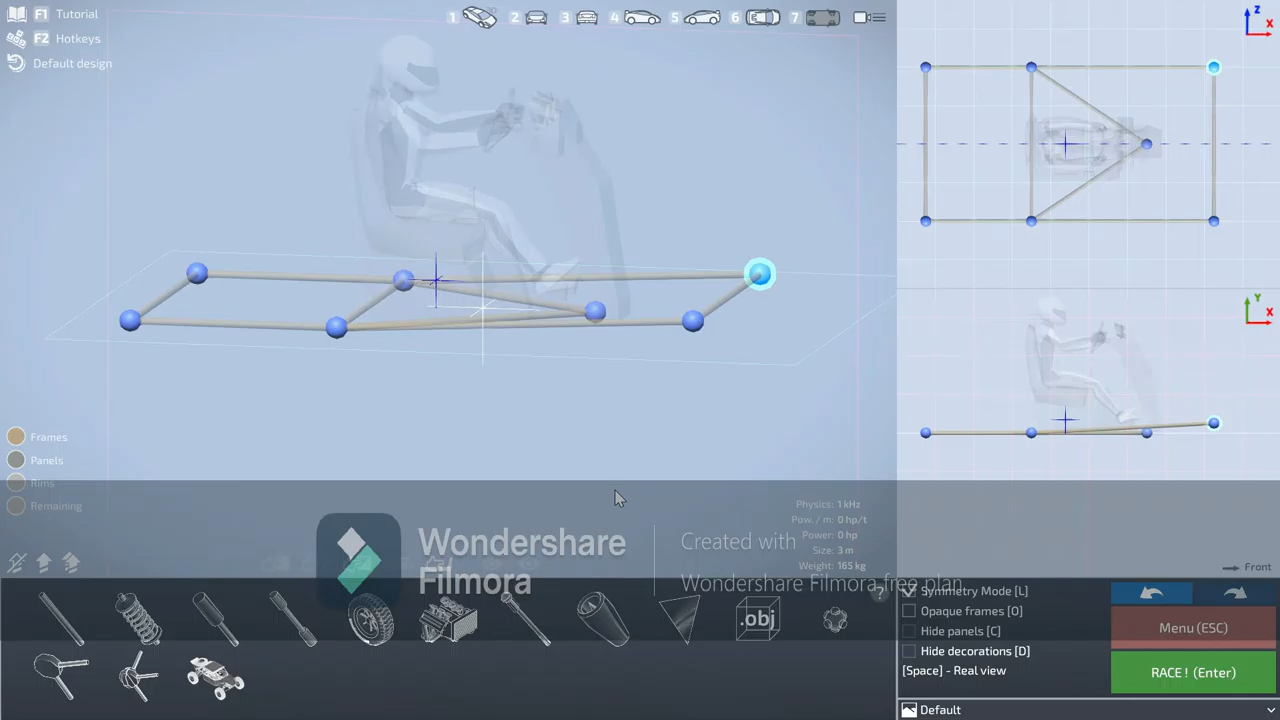 F1 Tutorial
F2 Hotkeys
Default design
1 2 3 4 5 6 7
Z
X
Y
X
Frames
Panels
Rims
Remaining
Physics: 1 kHz
Pow. / m : 0 hp/t
Power: 0 hp
Size: 3 m
Weight: 165 kg
Wondershare
Filmora
Created with
Wondershare Filmora free plan
Front
?
.obj
Symmetry Mode [L]
Opaque frames [O]
Hide panels [C]
Hide decorations [D]
[Space] - Real view
Menu (ESC)
RACE! (Enter)
Default